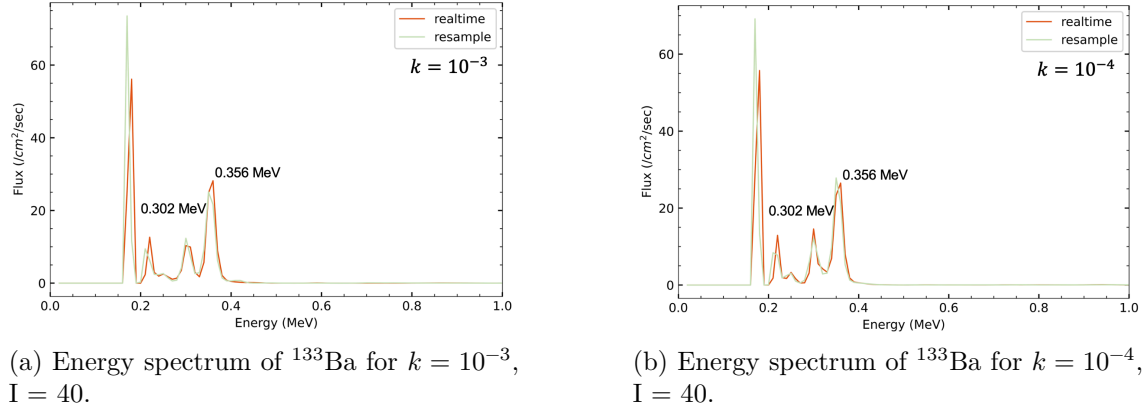 realtime
resample
k = 10⁻³
0.356 MeV
0.302 MeV
Flux (/cm²/sec)
60
40
20
0
0.0 0.2 0.4 0.6 0.8 1.0
Energy (MeV)
(a) Energy spectrum of ¹³³Ba for k = 10⁻³,
I = 40.
realtime
resample
k = 10⁻⁴
0.356 MeV
0.302 MeV
Flux (/cm²/sec)
60
40
20
0
0.0 0.2 0.4 0.6 0.8 1.0
Energy (MeV)
(b) Energy spectrum of ¹³³Ba for k = 10⁻⁴,
I = 40.